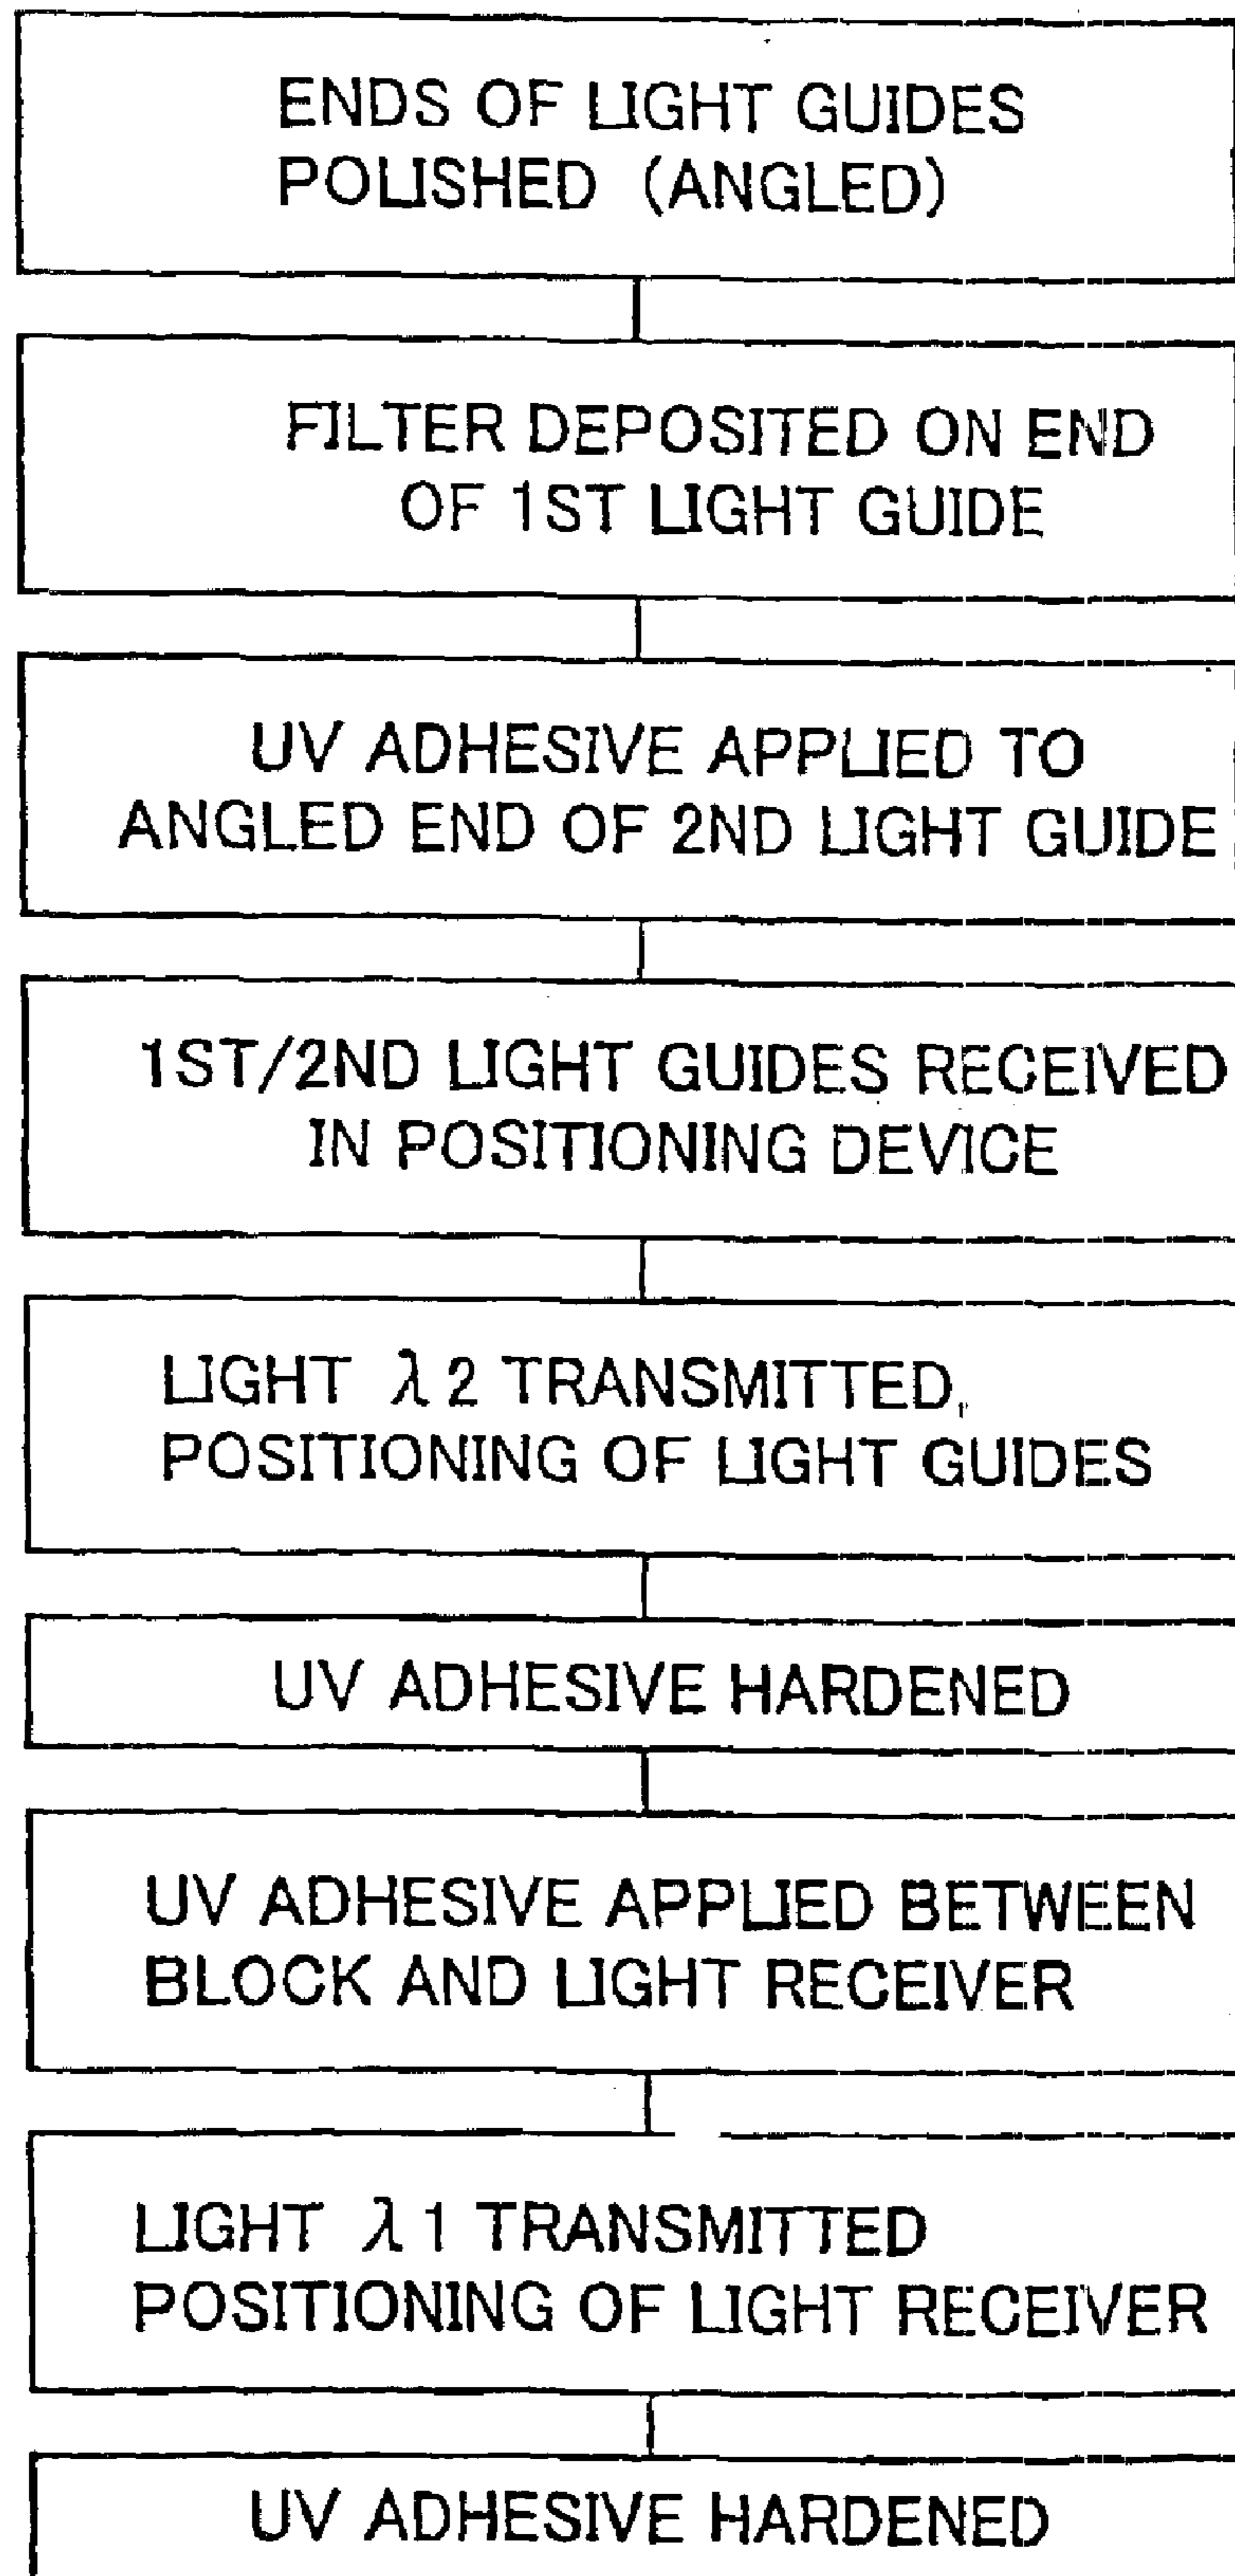 ENDS OF LIGHT GUIDES
POLISHED (ANGLED)
FILTER DEPOSITED ON END
OF 1ST LIGHT GUIDE
UV ADHESIVE APPLIED TO
ANGLED END OF 2ND LIGHT GUIDE
1ST/2ND LIGHT GUIDES RECEIVED
IN POSITIONING DEVICE
LIGHT λ2 TRANSMITTED,
POSITIONING OF LIGHT GUIDES
UV ADHESIVE HARDENED
UV ADHESIVE APPLIED BETWEEN
BLOCK AND LIGHT RECEIVER
LIGHT λ1 TRANSMITTED
POSITIONING OF LIGHT RECEIVER
UV ADHESIVE HARDENED